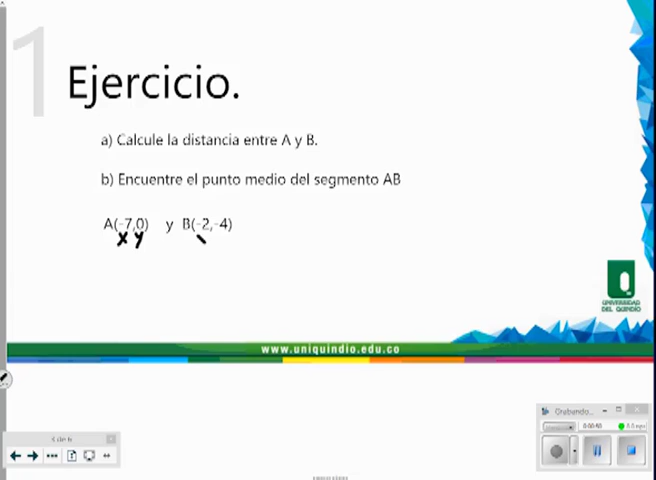 1
Ejercicio.
a) Calcule la distancia entre A y B.
b) Encuentre el punto medio del segmento AB
A(-7,0) y B(-2,-4)
x y
Q
UNIVERSIDAD
DEL QUINDÍO
www.uniquindio.edu.co
Grabando...